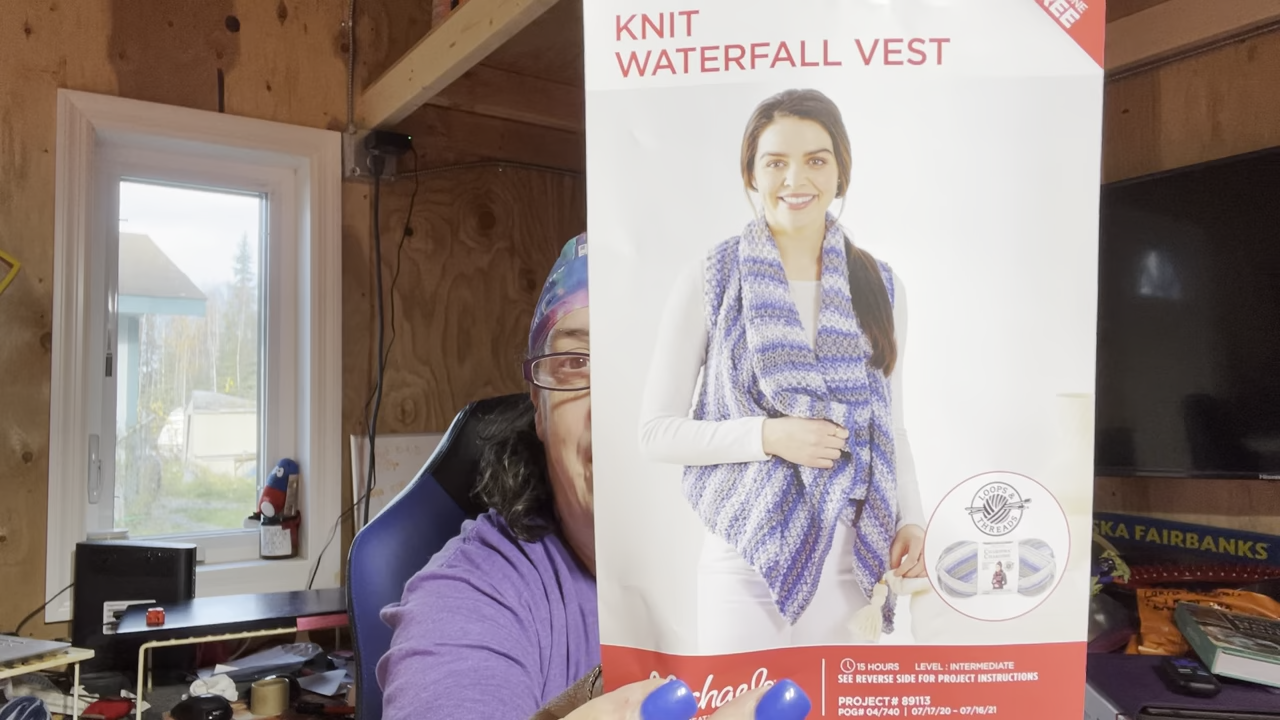 KNIT
WATERFALL VEST
LOOPS &
THREADS
15 HOURS LEVEL : INTERMEDIATE
SEE REVERSE SIDE FOR PROJECT INSTRUCTIONS
PROJECT# 89113
POG# 04/740 | 07/17/20 - 07/16/21
SKA FAIRBANKS